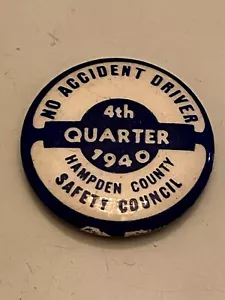 NO ACCIDENT DRIVER
4th
QUARTER
1940
HAMPDEN COUNTY
SAFETY COUNCIL